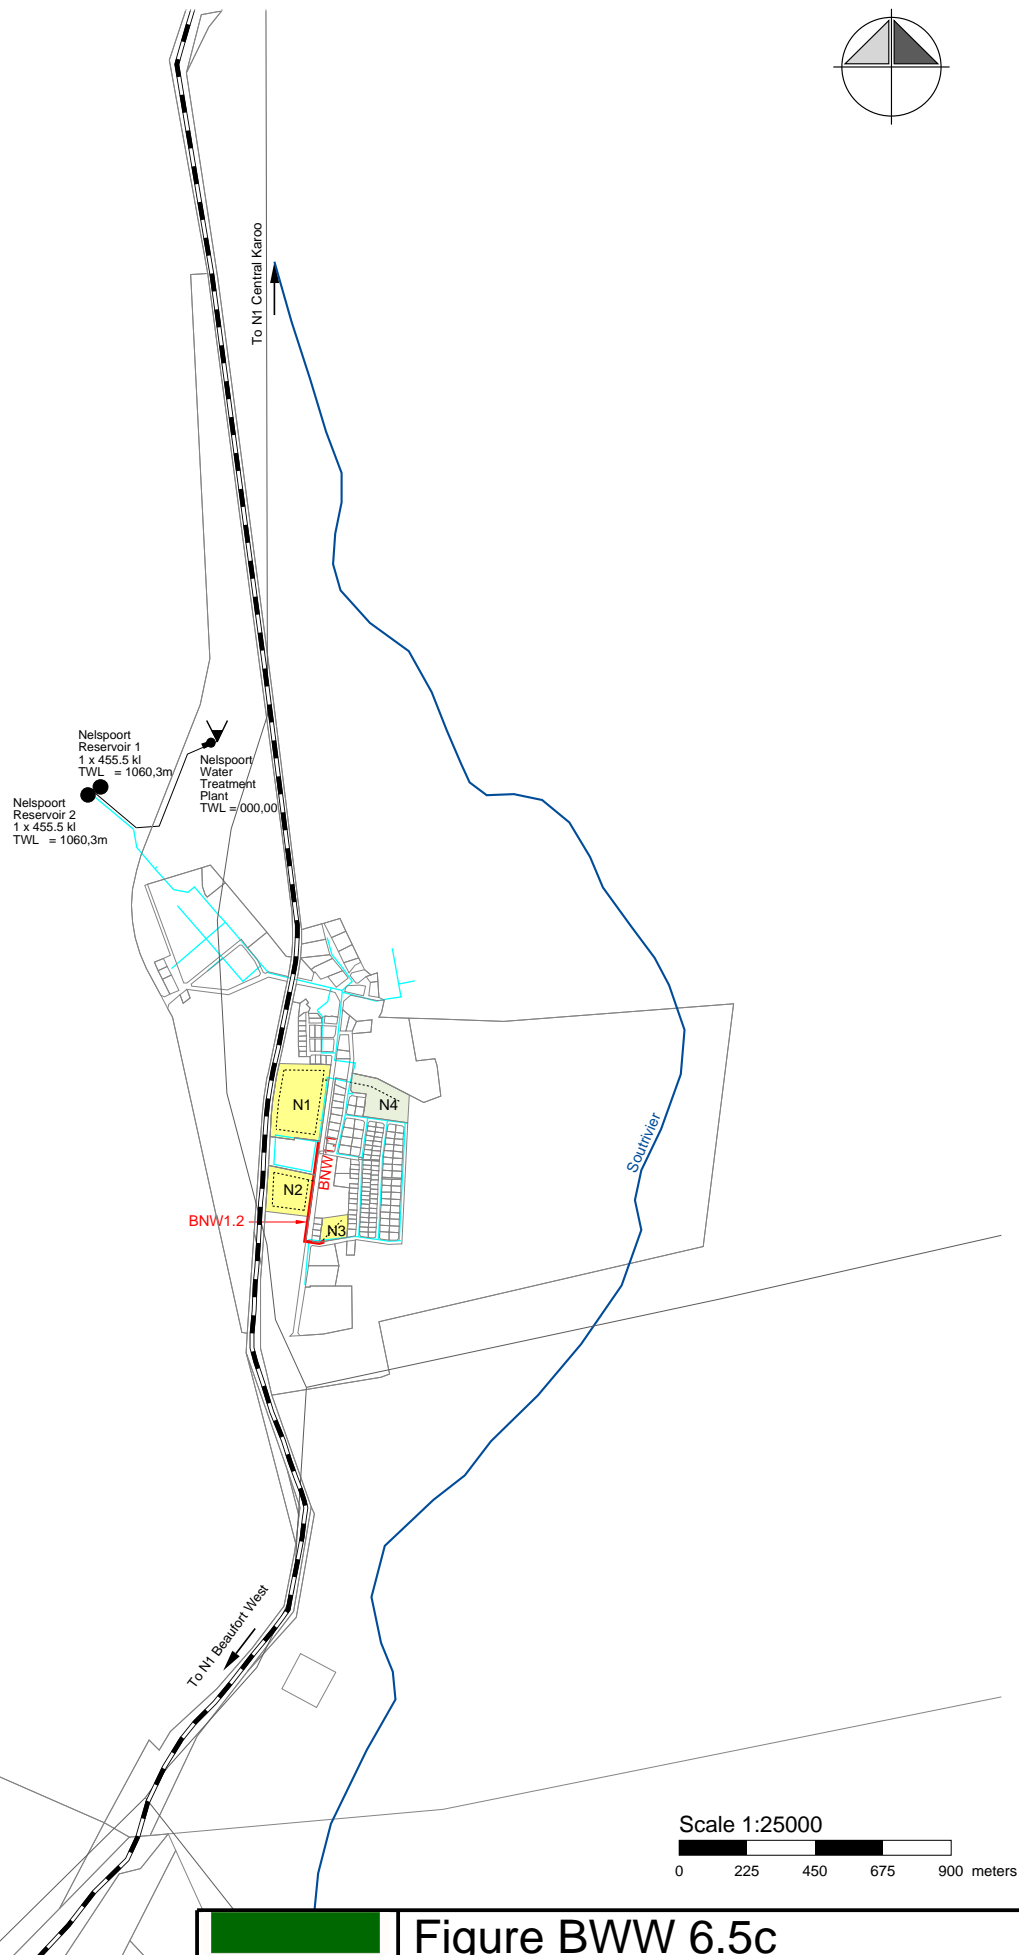 To N1 Central Karoo
Nelspoort
Reservoir 1
1 x 455.5 kl
TWL = 1060,3m
Nelspoort
Water
Treatment
Plant
TWL = 000,00
Nelspoort
Reservoir 2
1 x 455.5 kl
TWL = 1060,3m
N1
N4
Soutrivier
N2
BNW1.2
N3
To N1 Beaufort West
Scale 1:25000
0 225 450 675 900 meters
Figure BWW 6.5c